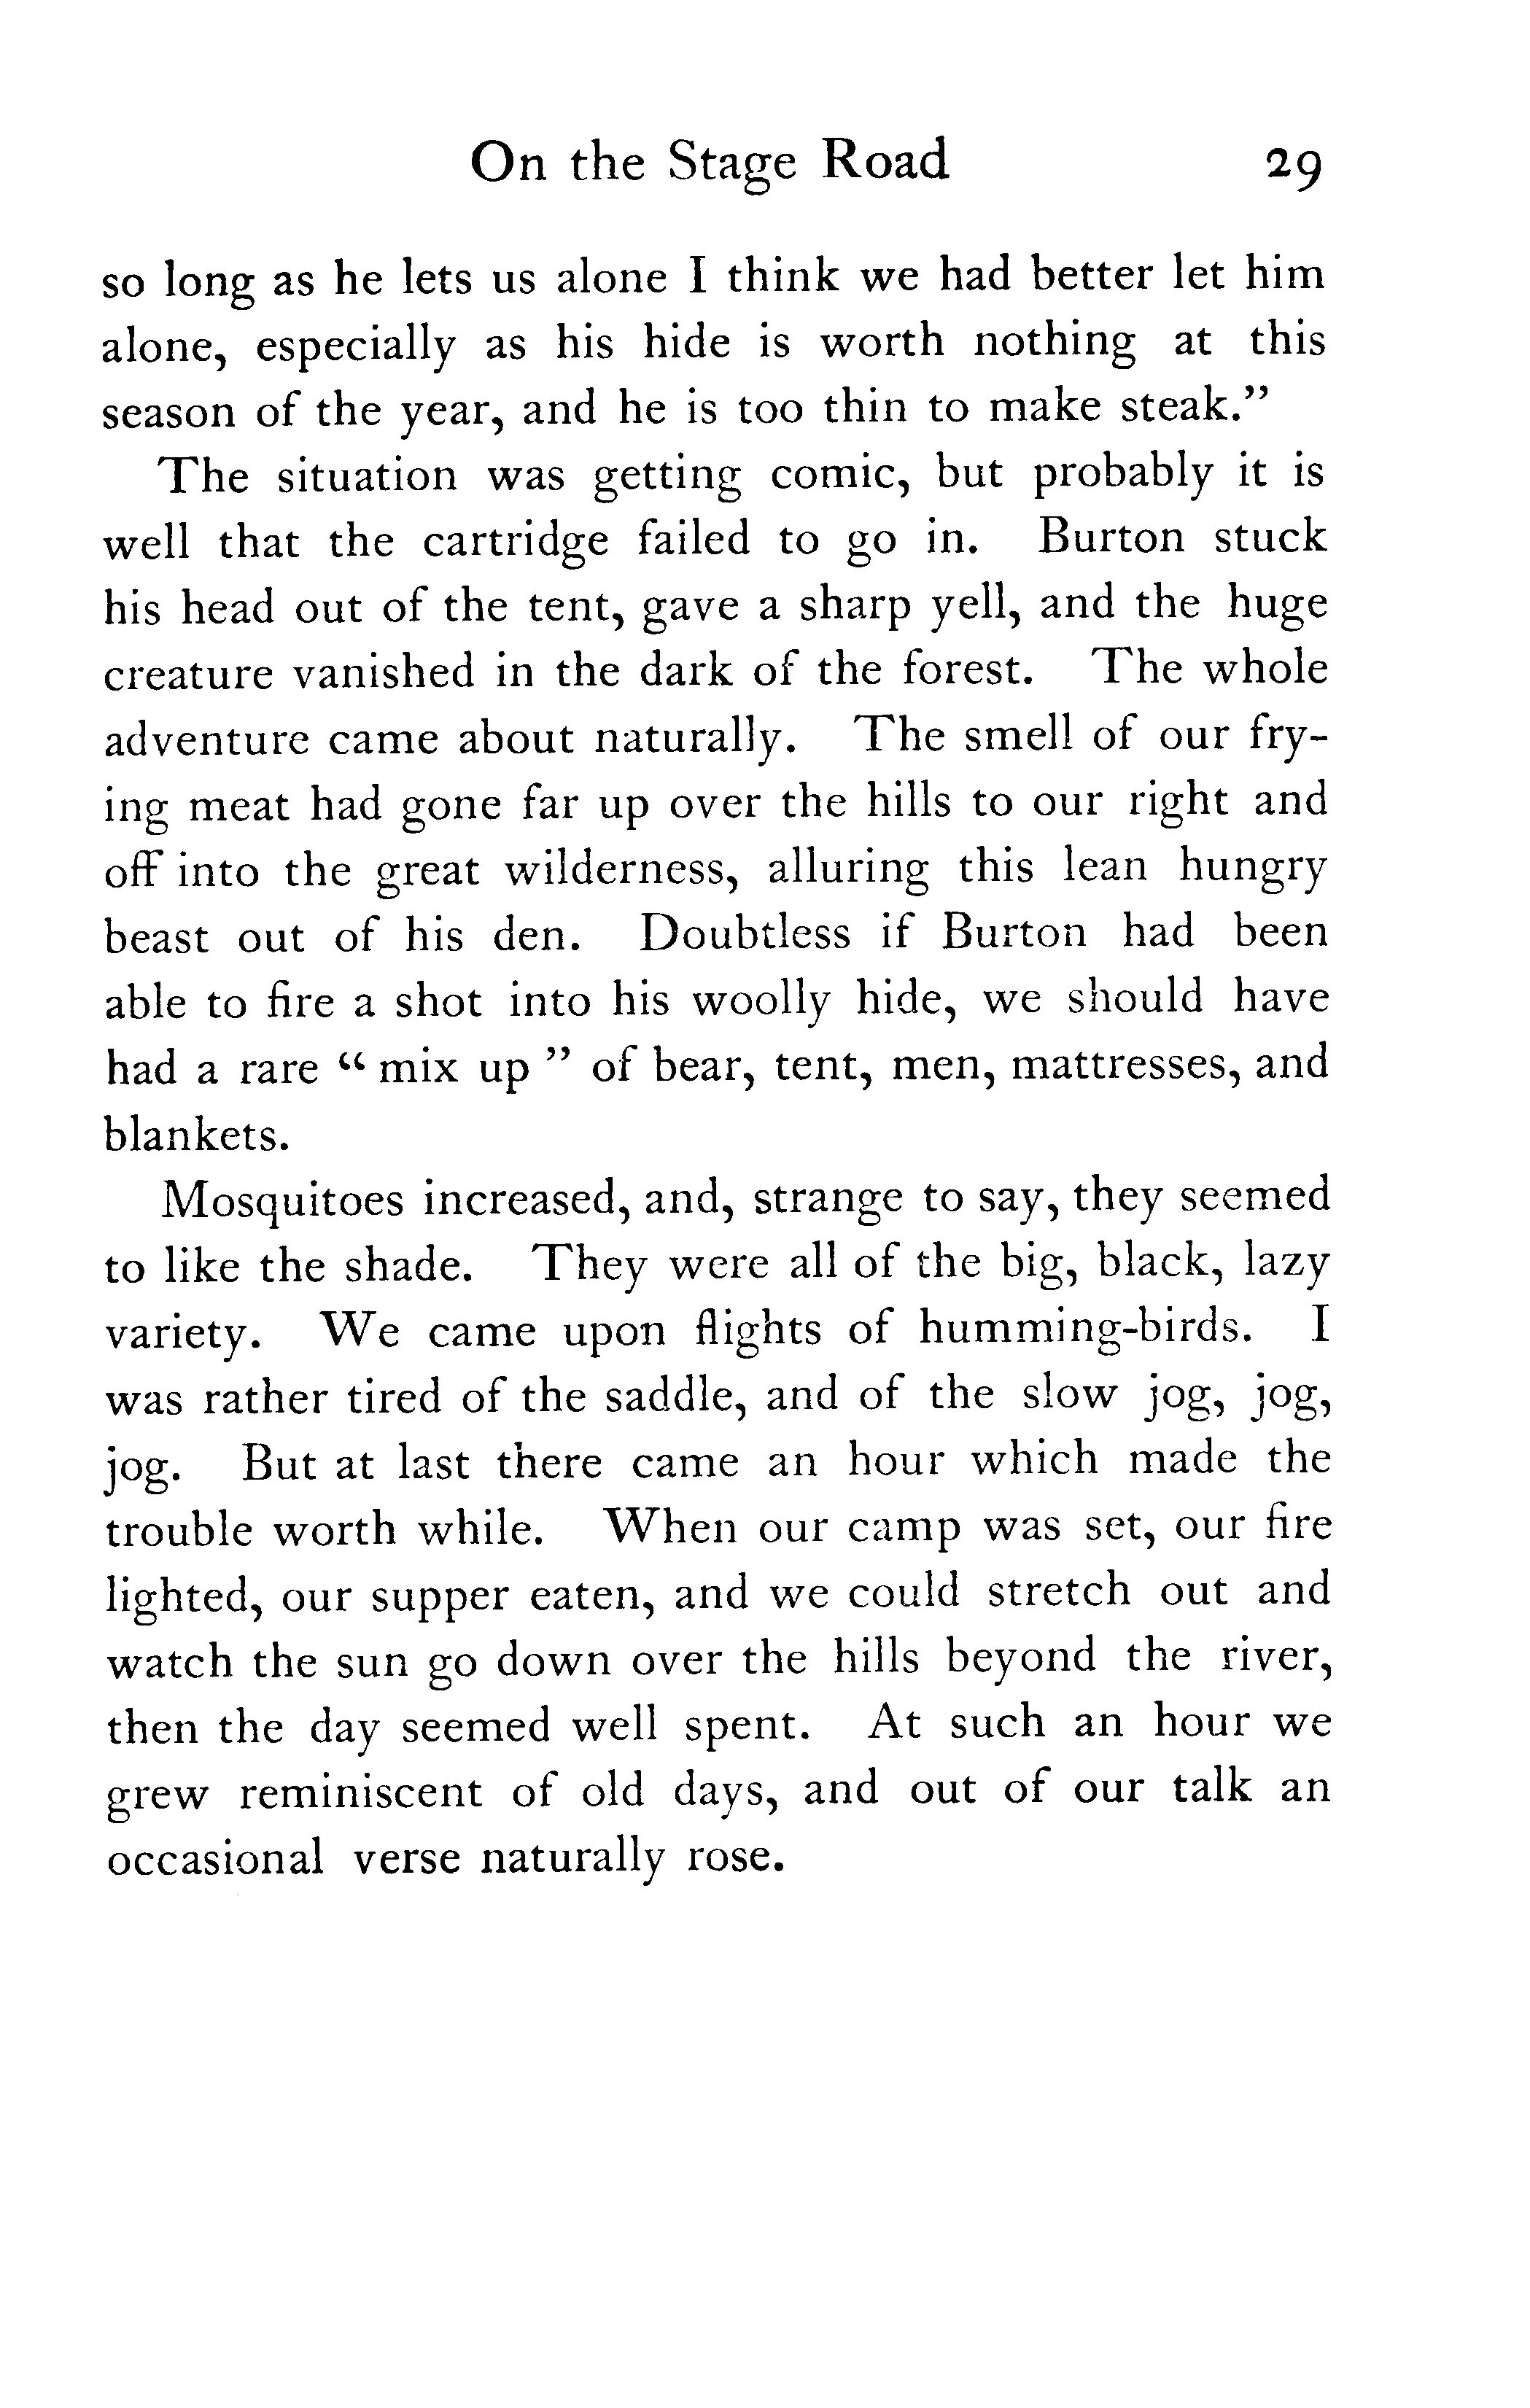 On the Stage Road 29
so long as he lets us alone I think we had better let him
alone, especially as his hide is worth nothing at this
season of the year, and he is too thin to make steak.”
The situation was getting comic, but probably it is
well that the cartridge failed to go in. Burton stuck
his head out of the tent, gave a sharp yell, and the huge
creature vanished in the dark of the forest. The whole
adventure came about naturally. The smell of our fry-
ing meat had gone far up over the hills to our right and
off into the great wilderness, alluring this lean hungry
beast out of his den. Doubtless if Burton had been
able to fire a shot into his woolly hide, we should have
had a rare “ mix up ” of bear, tent, men, mattresses, and
blankets.
Mosquitoes increased, and, strange to say, they seemed
to like the shade. They were all of the big, black, lazy
variety. We came upon flights of humming-birds. I
was rather tired of the saddle, and of the slow jog, jog,
jog. But at last there came an hour which made the
trouble worth while. When our camp was set, our fire
lighted, our supper eaten, and we could stretch out and
watch the sun go down over the hills beyond the river,
then the day seemed well spent. At such an hour we
grew reminiscent of old days, and out of our talk an
occasional verse naturally rose.